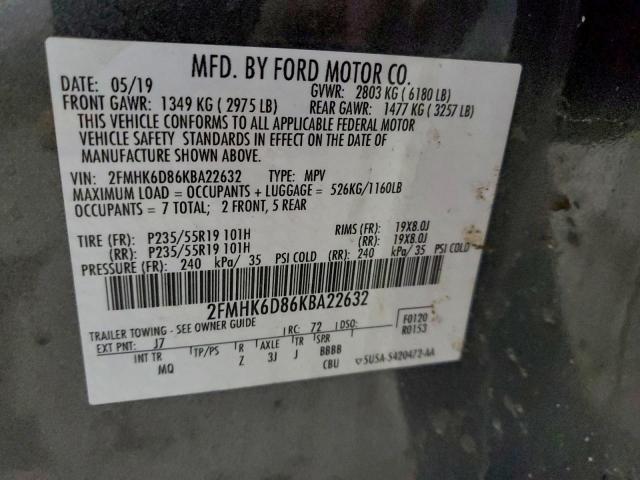 MFD. BY FORD MOTOR CO.
DATE: 05/19 GVWR: 2803 KG ( 6180 LB)
FRONT GAWR: 1349 KG ( 2975 LB) REAR GAWR: 1477 KG ( 3257 LB)
THIS VEHICLE CONFORMS TO ALL APPLICABLE FEDERAL MOTOR
VEHICLE SAFETY STANDARDS IN EFFECT ON THE DATE OF
MANUFACTURE SHOWN ABOVE.
VIN: 2FMHK6D86KBA22632 TYPE: MPV
MAXIMUM LOAD = OCCUPANTS + LUGGAGE = 526KG/1160LB
OCCUPANTS = 7 TOTAL; 2 FRONT, 5 REAR
TIRE (FR): P235/55R19 101H RIMS (FR): 19X8.0J
(RR): P235/55R19 101H (RR): 19X8.0J
PRESSURE (FR): 240 kPa/ 35 PSI COLD (RR): 240 kPa/ 35 PSI COLD
2FMHK6D86KBA22632
TRAILER TOWING - SEE OWNER GUIDE RC: 72 DSO: F0120
EXT PNT: J7 R0153
INT TR TP/PS R AXLE TR SPR
MQ Z 3J J BBBB
CBU 5USA-S420472-AA